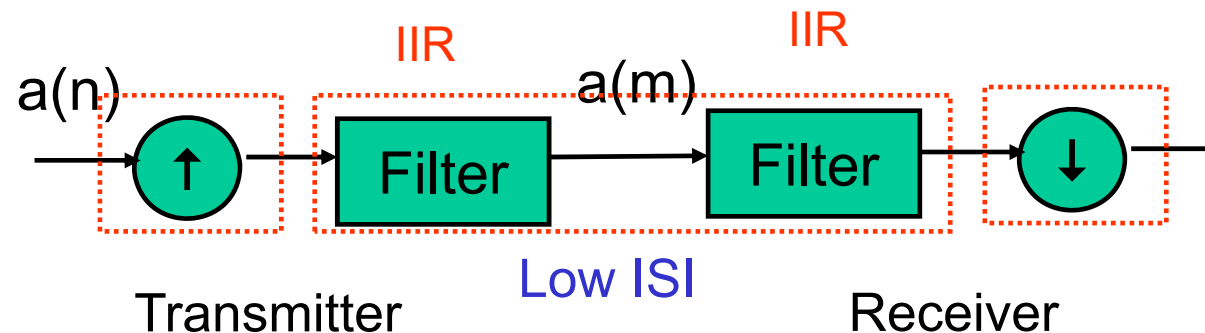 IIR
IIR
a(n)
a(m)
↑
Filter
Filter
↓
Low ISI
Transmitter
Receiver